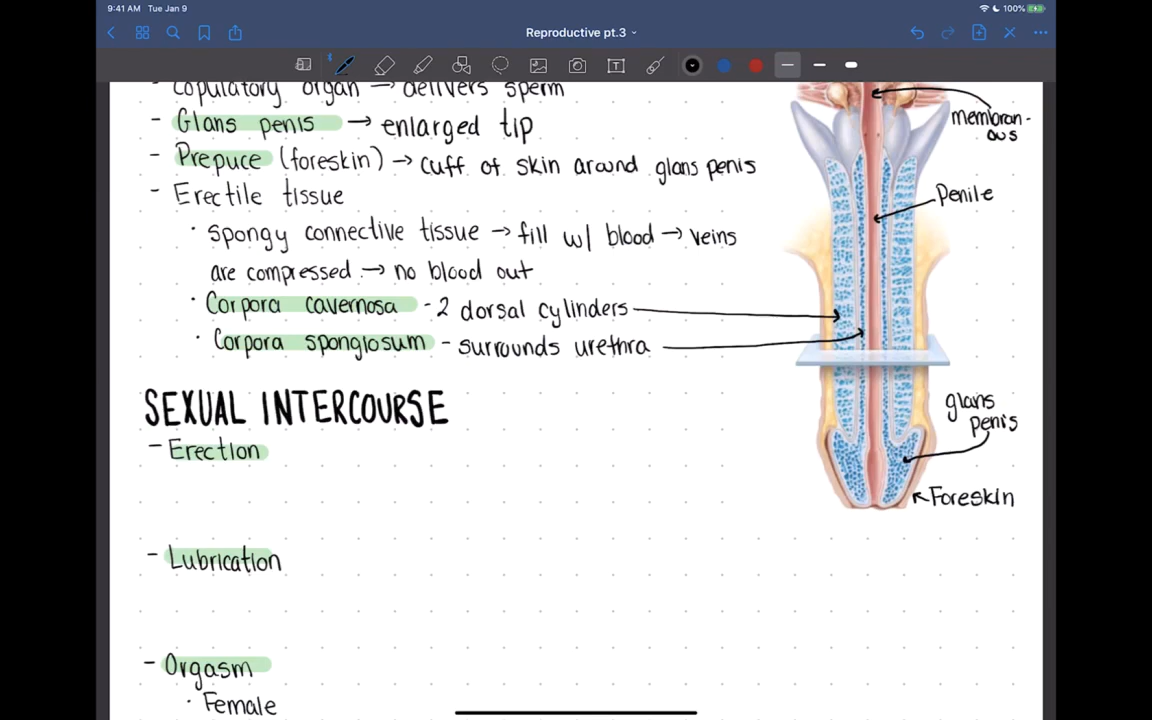 9:41 AM Tue Jan 9
100%
Reproductive pt.3
- Copulatory organ → delivers sperm
- Glans penis → enlarged tip
- Prepuce (foreskin) → cuff of skin around glans penis
- Erectile tissue
· spongy connective tissue → fill w/ blood → veins
are compressed → no blood out
· Corpora cavernosa - 2 dorsal cylinders
· Corpora spongiosum - surrounds urethra
membran-
ous
Penile
glans
penis
Foreskin
SEXUAL INTERCOURSE
- Erection
- Lubrication
- Orgasm
· Female